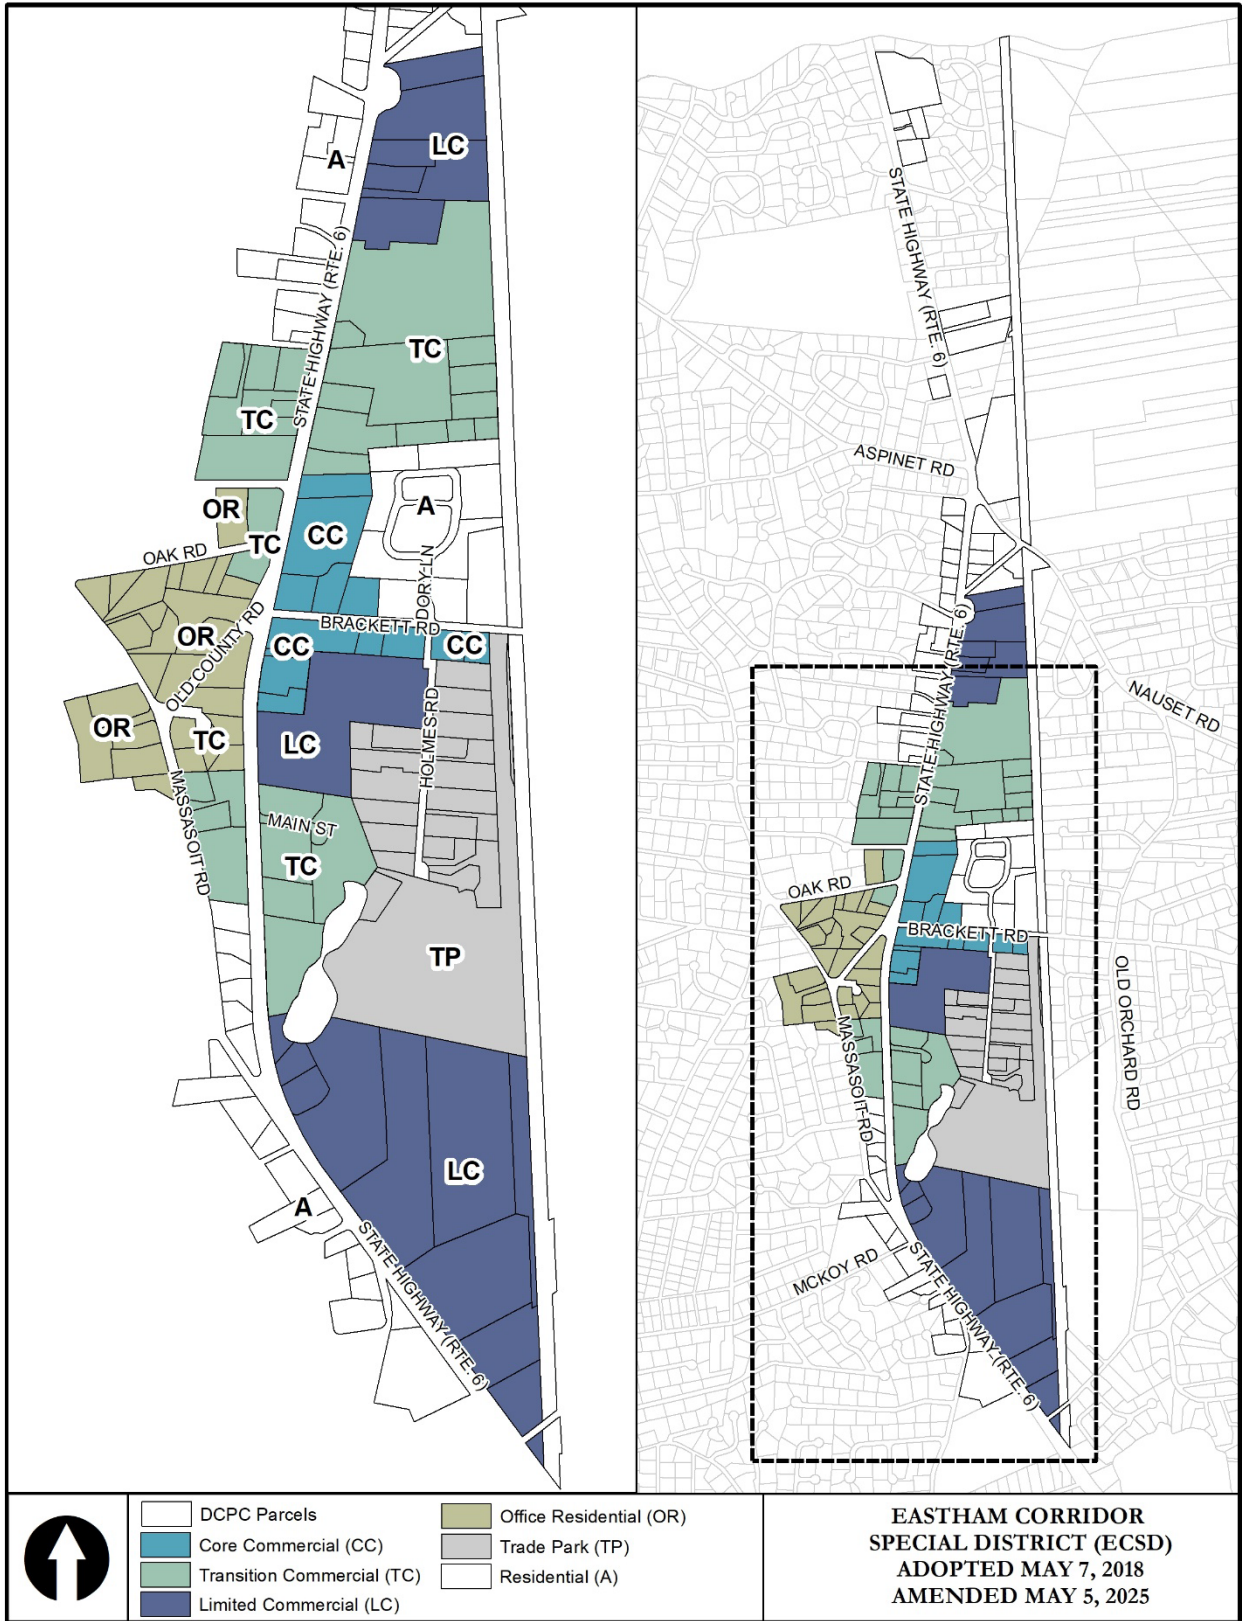 LC
A
STATE HIGHWAY (RTE. 6)
TC
TC
A
OR
TC
CC
OAK RD
DORY LN
BRACKETT RD
OR
OLD COUNTY RD
CC
CC
OR
TC
LC
HOLMES RD
MASSASOIT RD
MAIN ST
TC
TP
LC
A
STATE HIGHWAY (RTE. 6)
STATE HIGHWAY (RTE. 6)
ASPINET RD
STATE HIGHWAY (RTE. 6)
NAUSET RD
OAK RD
BRACKETT RD
OLD ORCHARD RD
MASSASOIT RD
MCKOY RD
STATE HIGHWAY (RTE. 6)
DCPC Parcels
Core Commercial (CC)
Transition Commercial (TC)
Limited Commercial (LC)
Office Residential (OR)
Trade Park (TP)
Residential (A)
EASTHAM CORRIDOR
SPECIAL DISTRICT (ECSD)
ADOPTED MAY 7, 2018
AMENDED MAY 5, 2025